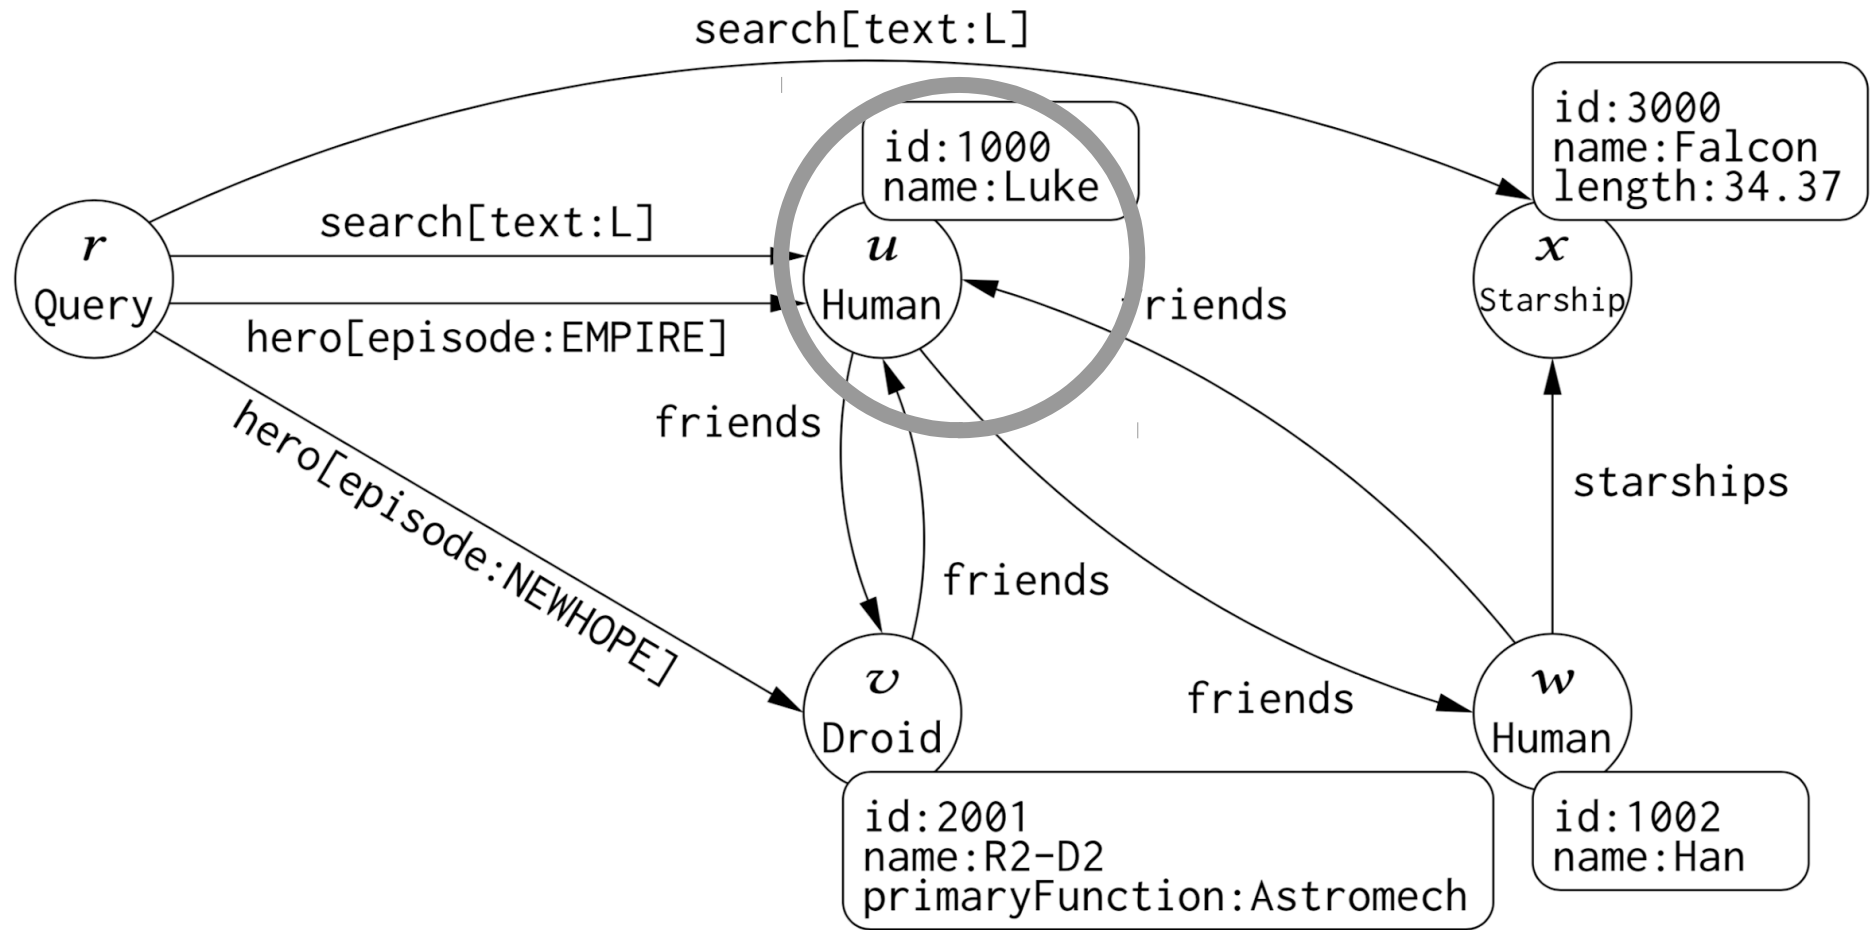 search[text:L]
id:1000
name:Luke
id:3000
name:Falcon
length:34.37
search[text:L]
r
Query
u
Human
x
Starship
hero[episode:EMPIRE]
riends
friends
hero[episode:NEWHOPE]
starships
friends
friends
v
Droid
w
Human
id:2001
name:R2-D2
primaryFunction:Astromech
id:1002
name:Han